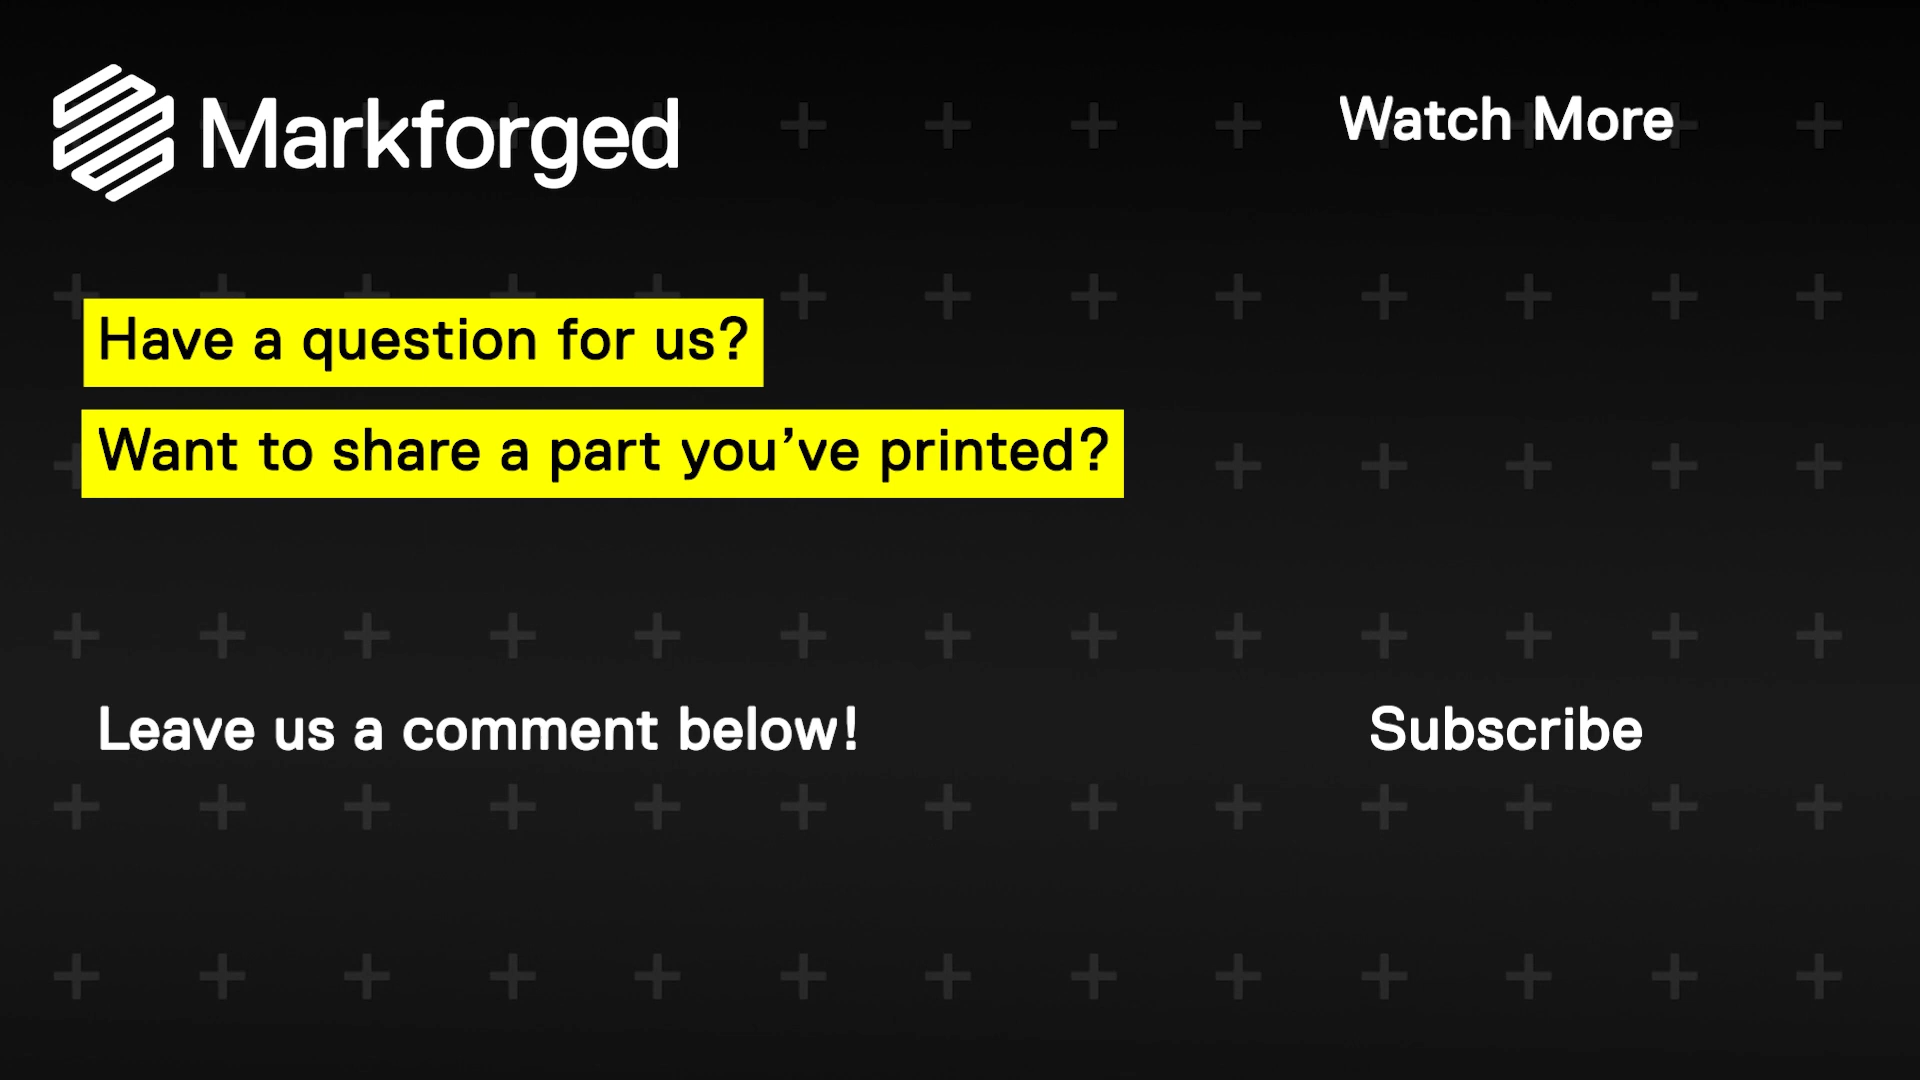 Markforged
Watch More
Have a question for us?
Want to share a part you’ve printed?
Leave us a comment below!
Subscribe